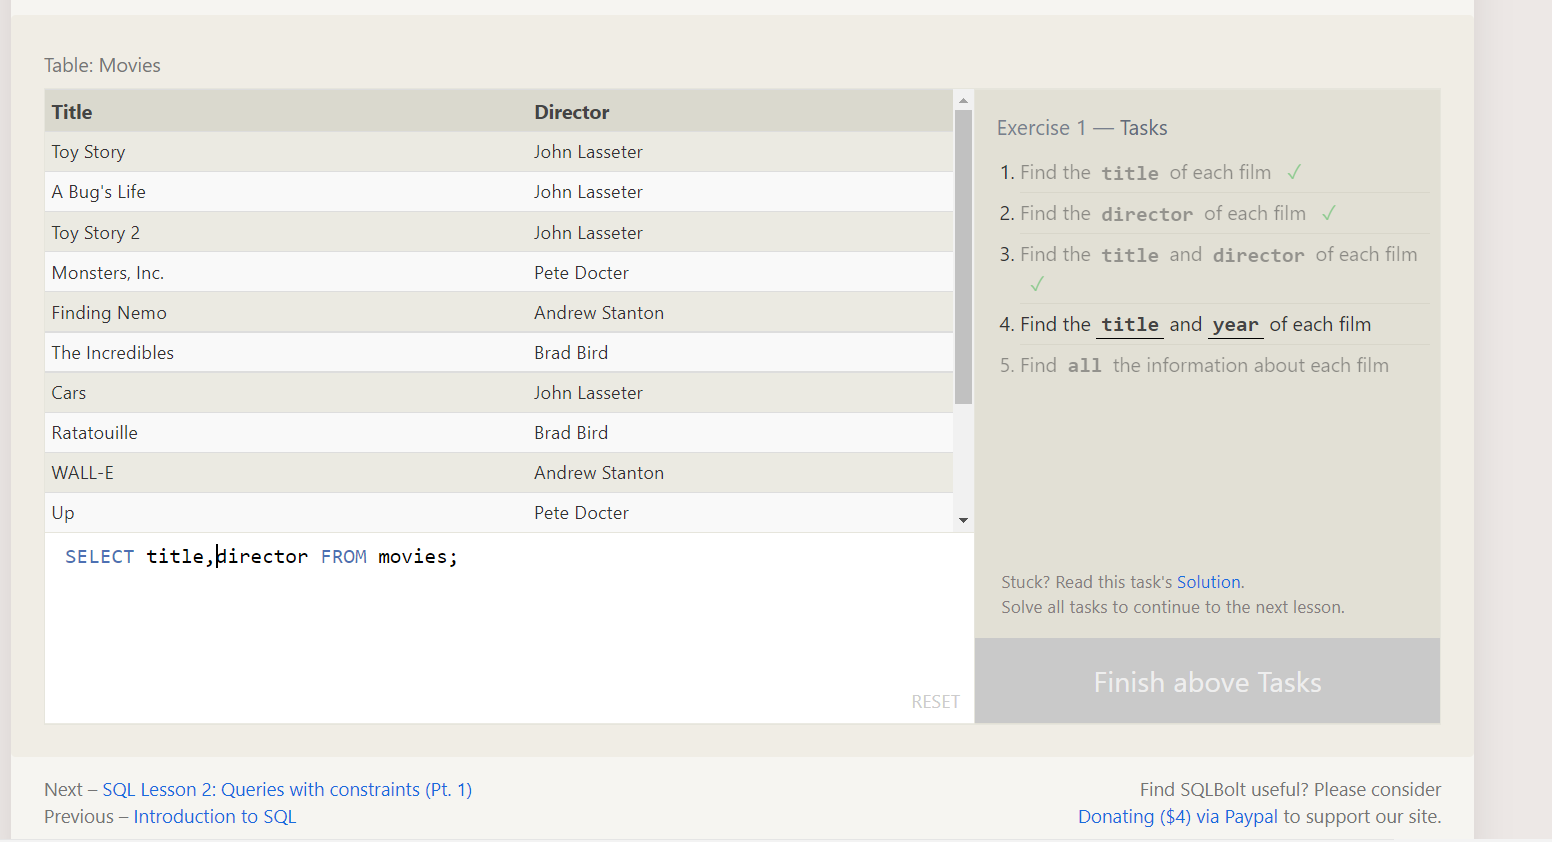 Table: Movies
Title Director
Toy Story John Lasseter
A Bug's Life John Lasseter
Toy Story 2 John Lasseter
Monsters, Inc. Pete Docter
Finding Nemo Andrew Stanton
The Incredibles Brad Bird
Cars John Lasseter
Ratatouille Brad Bird
WALL-E Andrew Stanton
Up Pete Docter
SELECT title,director FROM movies;
RESET
Exercise 1 — Tasks
1. Find the title of each film ✓
2. Find the director of each film ✓
3. Find the title and director of each film
✓
4. Find the title and year of each film
5. Find all the information about each film
Stuck? Read this task's Solution.
Solve all tasks to continue to the next lesson.
Finish above Tasks
Next – SQL Lesson 2: Queries with constraints (Pt. 1)
Previous – Introduction to SQL
Find SQLBolt useful? Please consider
Donating ($4) via Paypal to support our site.